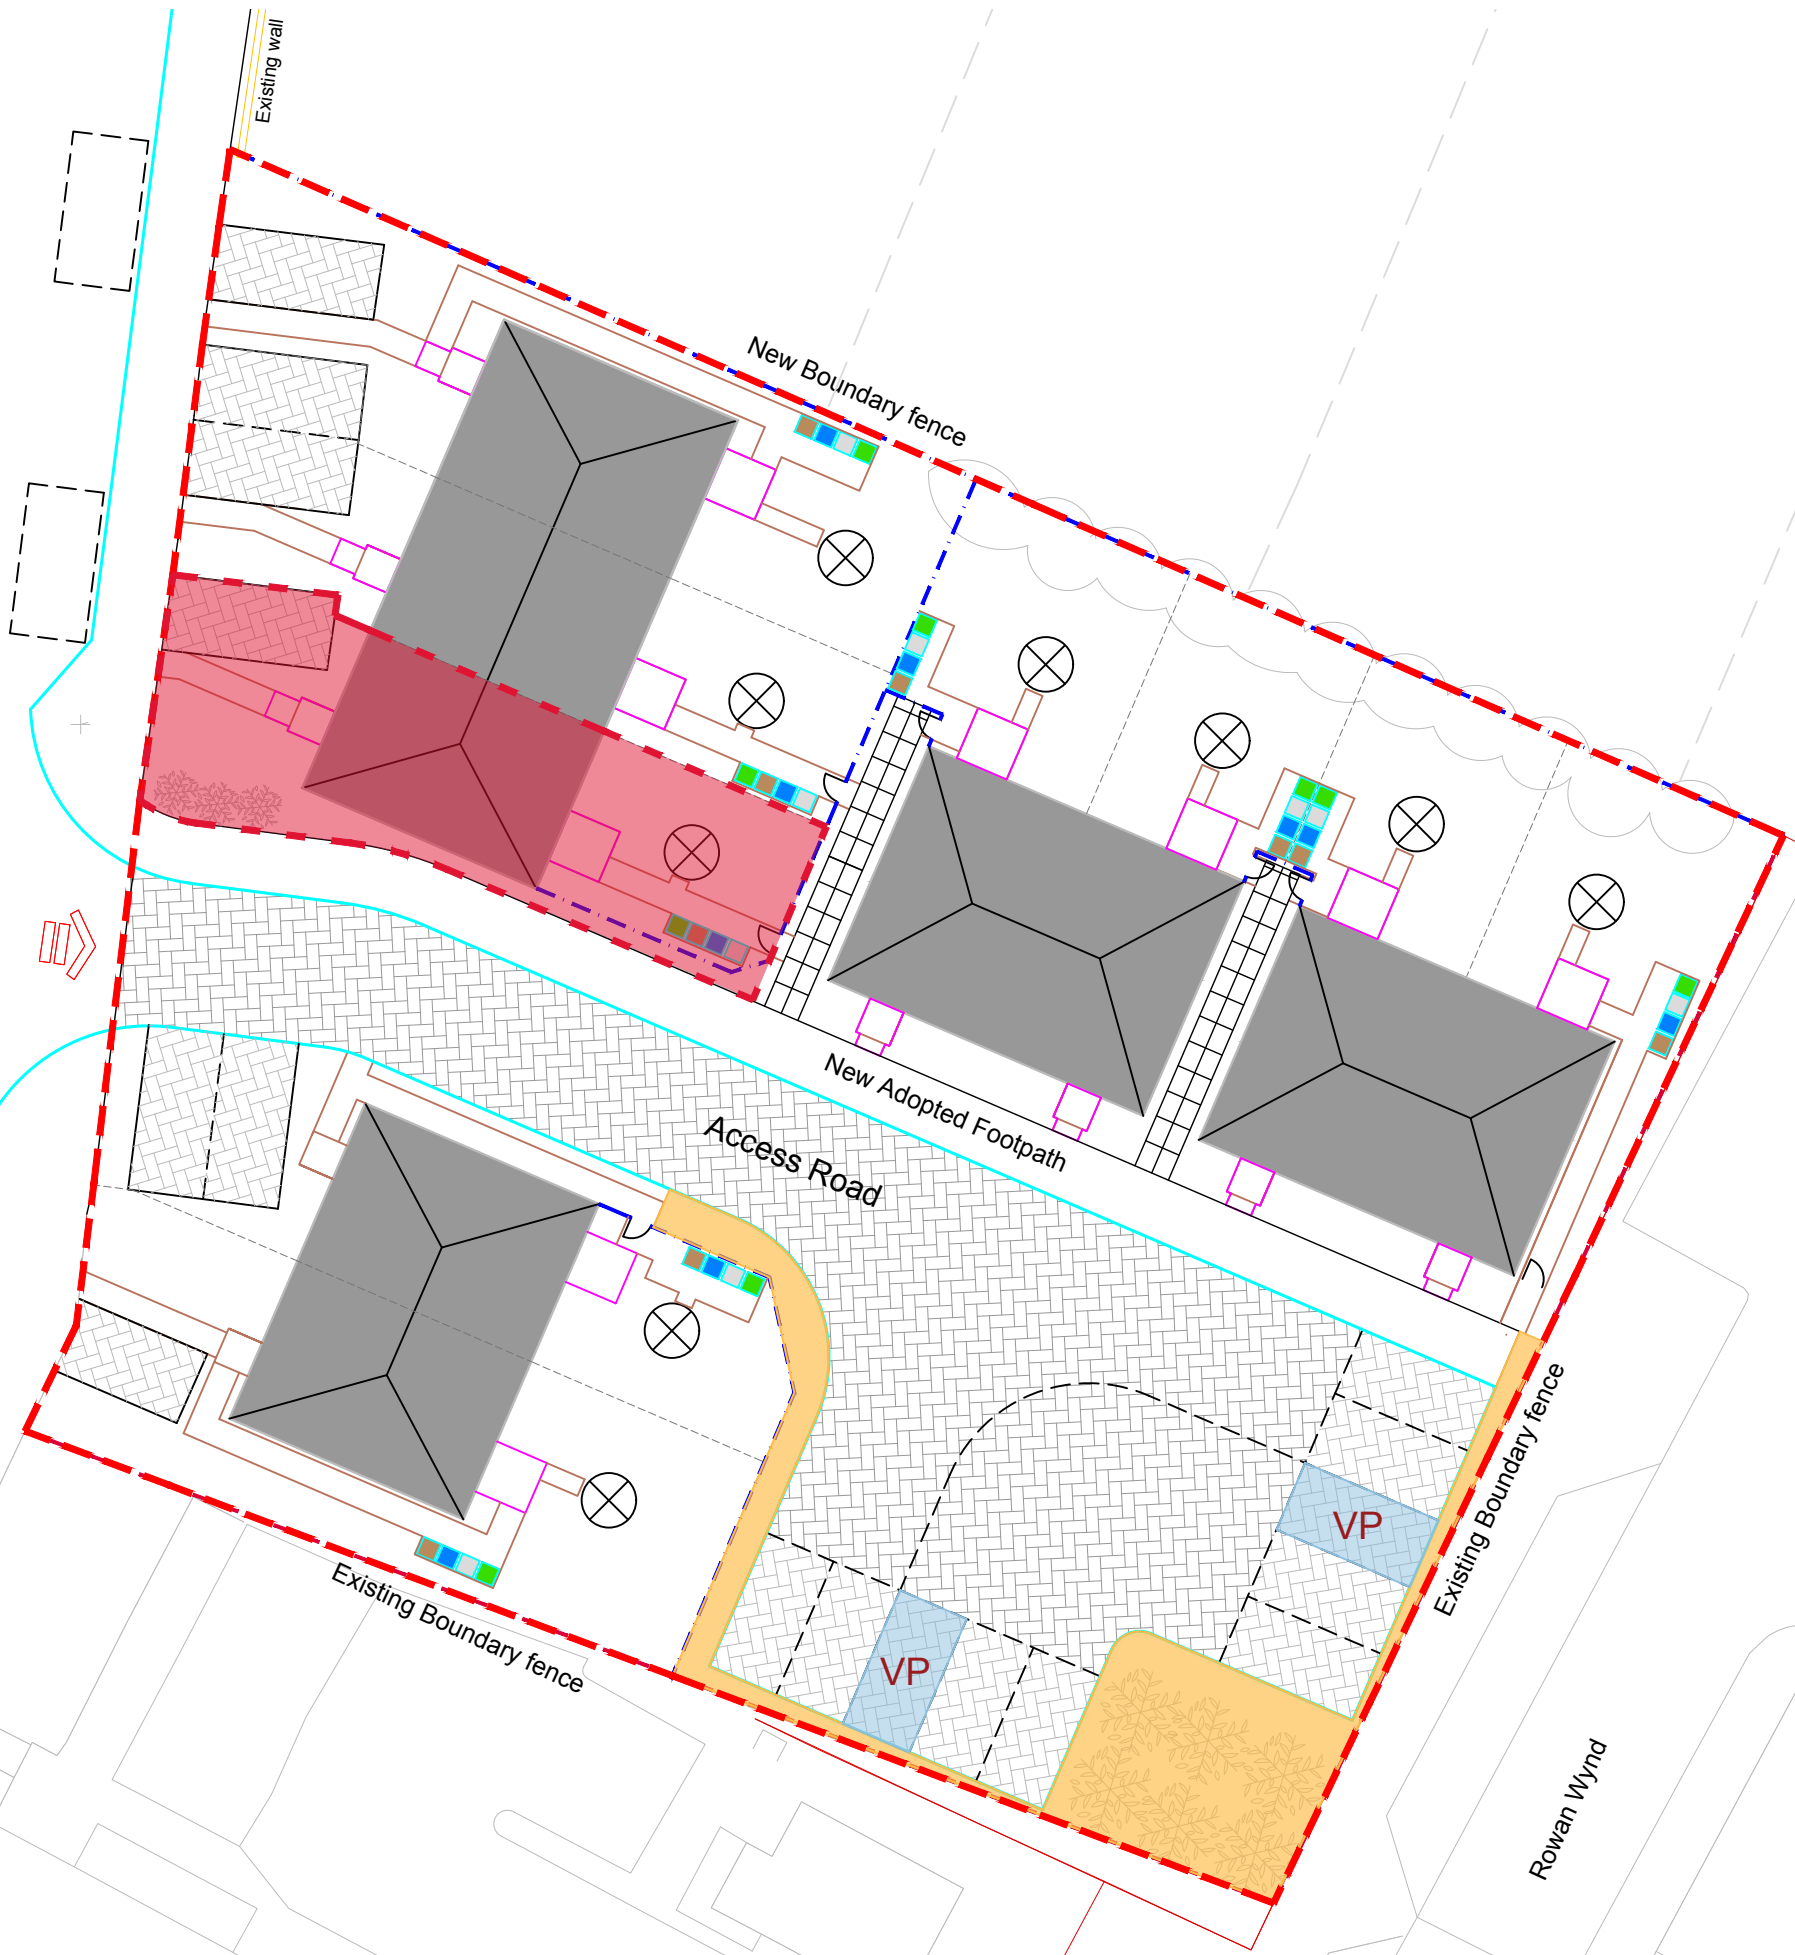 Existing wall
New Boundary fence
New Adopted Footpath
Access Road
Existing Boundary fence
VP
VP
Existing Boundary fence
Rowan Wynd